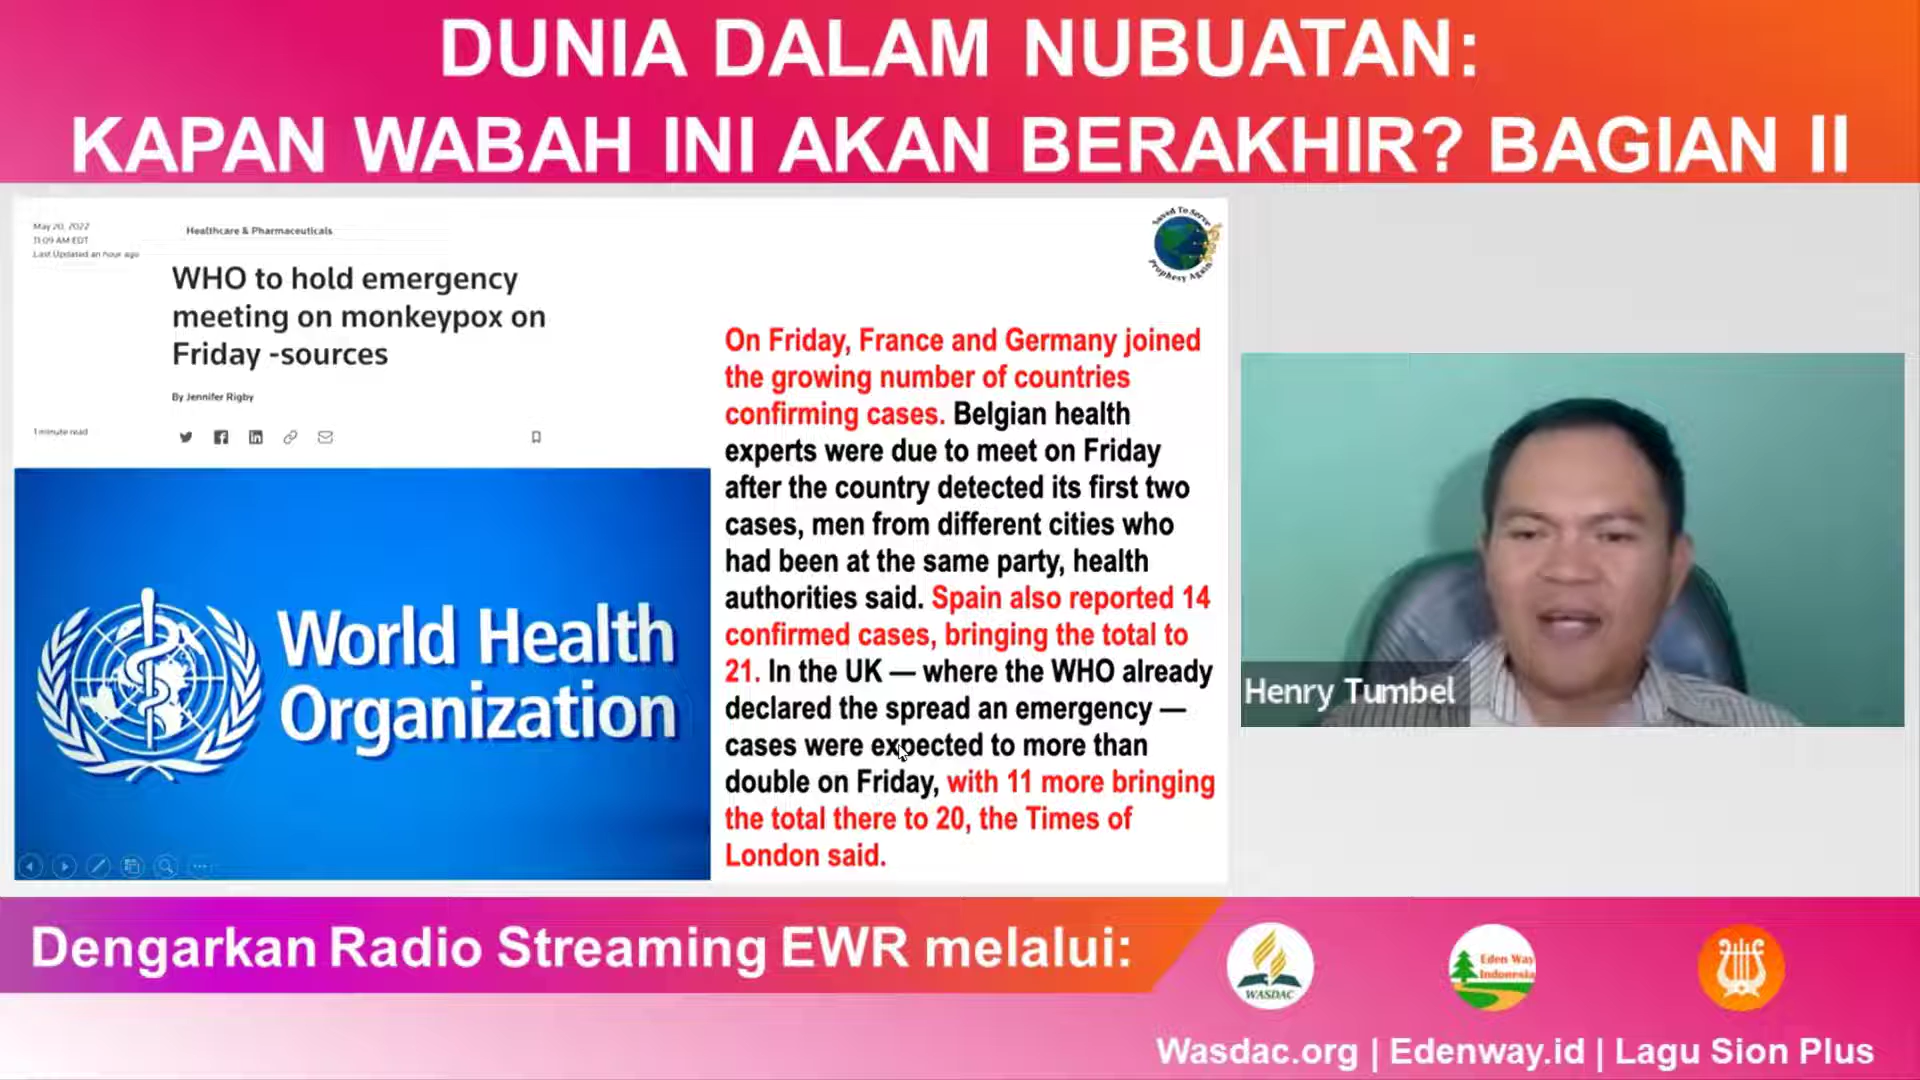 DUNIA DALAM NUBUATAN:
KAPAN WABAH INI AKAN BERAKHIR? BAGIAN II
May 20, 2022
11:09 AM EDT
Last Updated an hour ago
Healthcare & Pharmaceuticals
WHO to hold emergency
meeting on monkeypox on
Friday -sources
By Jennifer Rigby
1 minute read
World Health
Organization
Saved To Serve
Prophesy Again
On Friday, France and Germany joined
the growing number of countries
confirming cases. Belgian health
experts were due to meet on Friday
after the country detected its first two
cases, men from different cities who
had been at the same party, health
authorities said. Spain also reported 14
confirmed cases, bringing the total to
21. In the UK — where the WHO already
declared the spread an emergency —
cases were expected to more than
double on Friday, with 11 more bringing
the total there to 20, the Times of
London said.
Henry Tumbel
Dengarkan Radio Streaming EWR melalui:
WASDAC
Eden Way
Indonesia
Wasdac.org | Edenway.id | Lagu Sion Plus